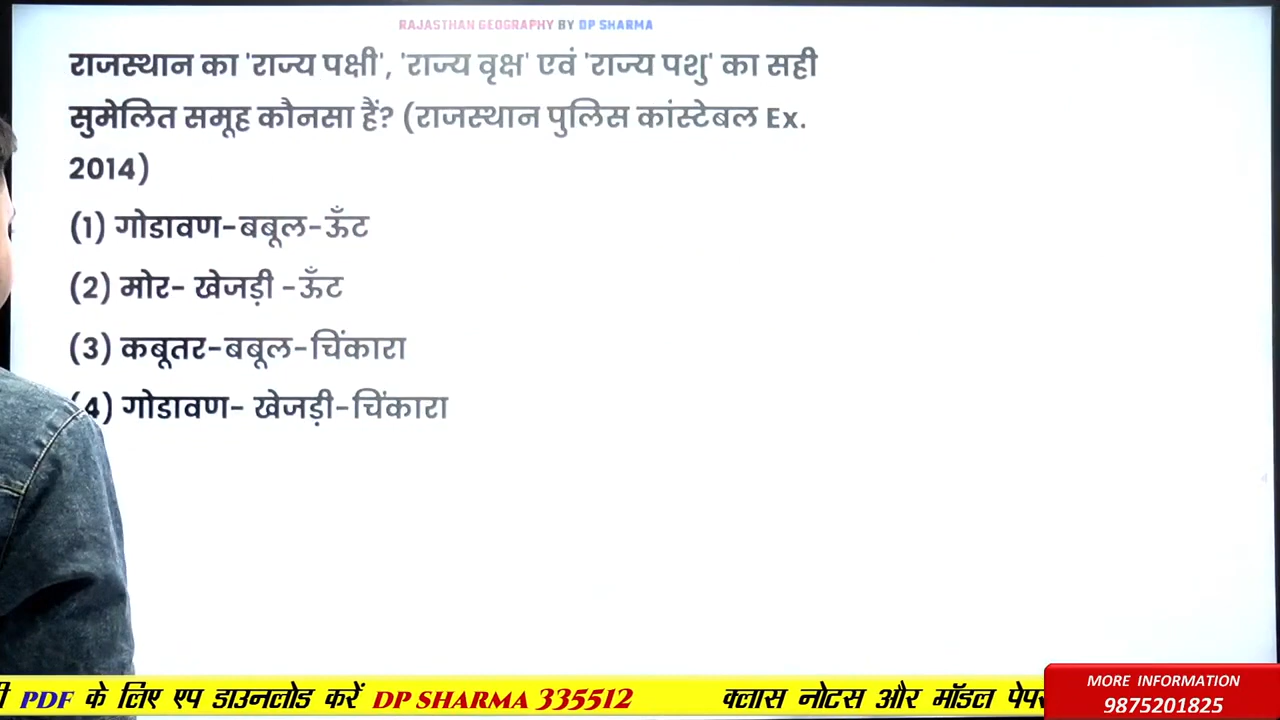 RAJASTHAN GEOGRAPHY BY DP SHARMA
राजस्थान का 'राज्य पक्षी', 'राज्य वृक्ष' एवं 'राज्य पशु' का सही
सुमेलित समूह कौनसा हैं? (राजस्थान पुलिस कांस्टेबल Ex.
2014)
(1) गोडावण-बबूल-ऊँट
(2) मोर- खेजड़ी -ऊँट
(3) कबूतर-बबूल-चिंकारा
(4) गोडावण- खेजड़ी-चिंकारा
PDF के लिए एप डाउनलोड करें DP SHARMA 335512 क्लास नोटस और मॉडल पेपर
MORE INFORMATION
9875201825